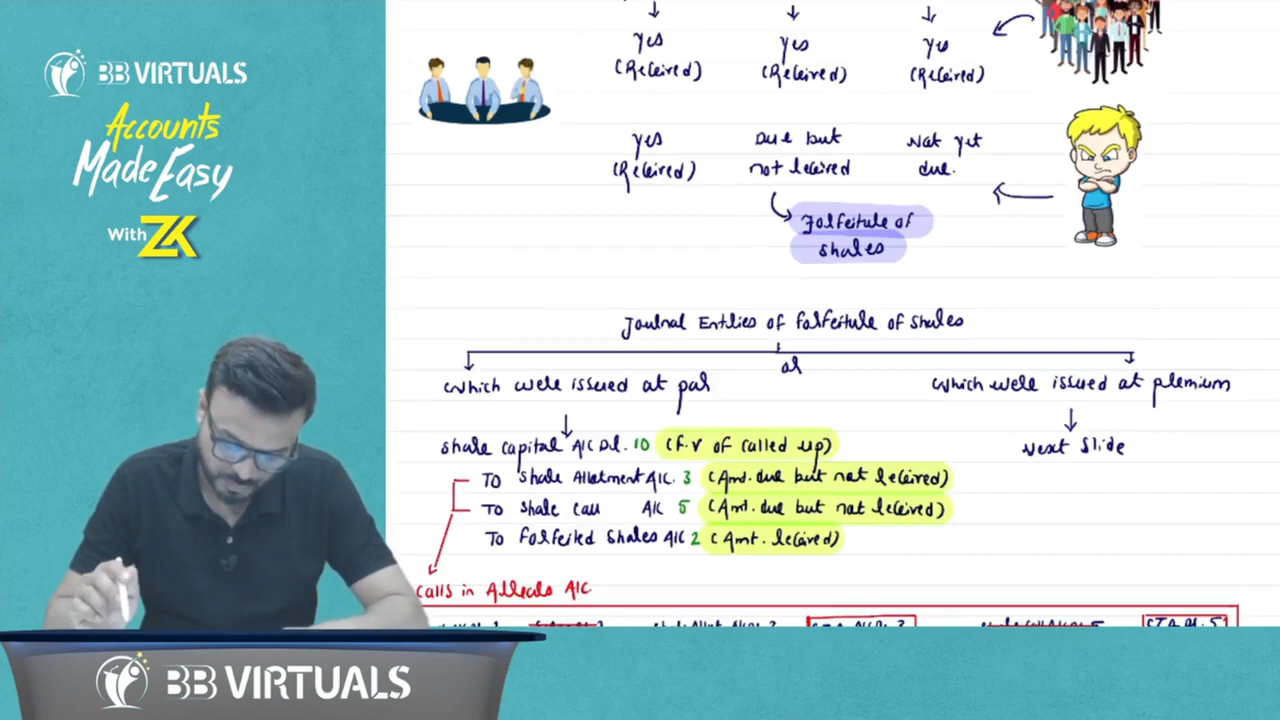 BB VIRTUALS
Accounts
Made Easy
With ZK
yes
(Received)
yes
(Received)
yes
(Received)
yes
(Received)
Due but
not received
Not yet
due.
Forfeiture of
shares
Journal Entries of forfeiture of shares
or
which were issued at par
which were issued at premium
share capital A/C Dr. 10 (f.v of called up)
To share Allotment A/C. 3 (Amt. due but not received)
To share call A/C 5 (Amt. due but not received)
To forfeited shares A/C 2 (Amt. received)
Next slide
calls in Arrears A/C
BB VIRTUALS